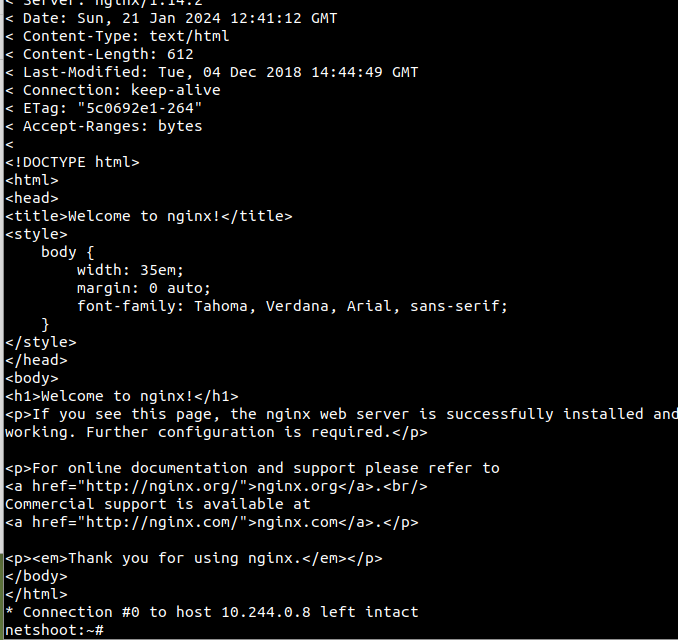 < Server: nginx/1.14.2
< Date: Sun, 21 Jan 2024 12:41:12 GMT
< Content-Type: text/html
< Content-Length: 612
< Last-Modified: Tue, 04 Dec 2018 14:44:49 GMT
< Connection: keep-alive
< ETag: "5c0692e1-264"
< Accept-Ranges: bytes
<
<!DOCTYPE html>
<html>
<head>
<title>Welcome to nginx!</title>
<style>
    body {
        width: 35em;
        margin: 0 auto;
        font-family: Tahoma, Verdana, Arial, sans-serif;
    }
</style>
</head>
<body>
<h1>Welcome to nginx!</h1>
<p>If you see this page, the nginx web server is successfully installed and
working. Further configuration is required.</p>

<p>For online documentation and support please refer to
<a href="http://nginx.org/">nginx.org</a>.<br/>
Commercial support is available at
<a href="http://nginx.com/">nginx.com</a>.</p>

<p><em>Thank you for using nginx.</em></p>
</body>
</html>
* Connection #0 to host 10.244.0.8 left intact
netshoot:~#